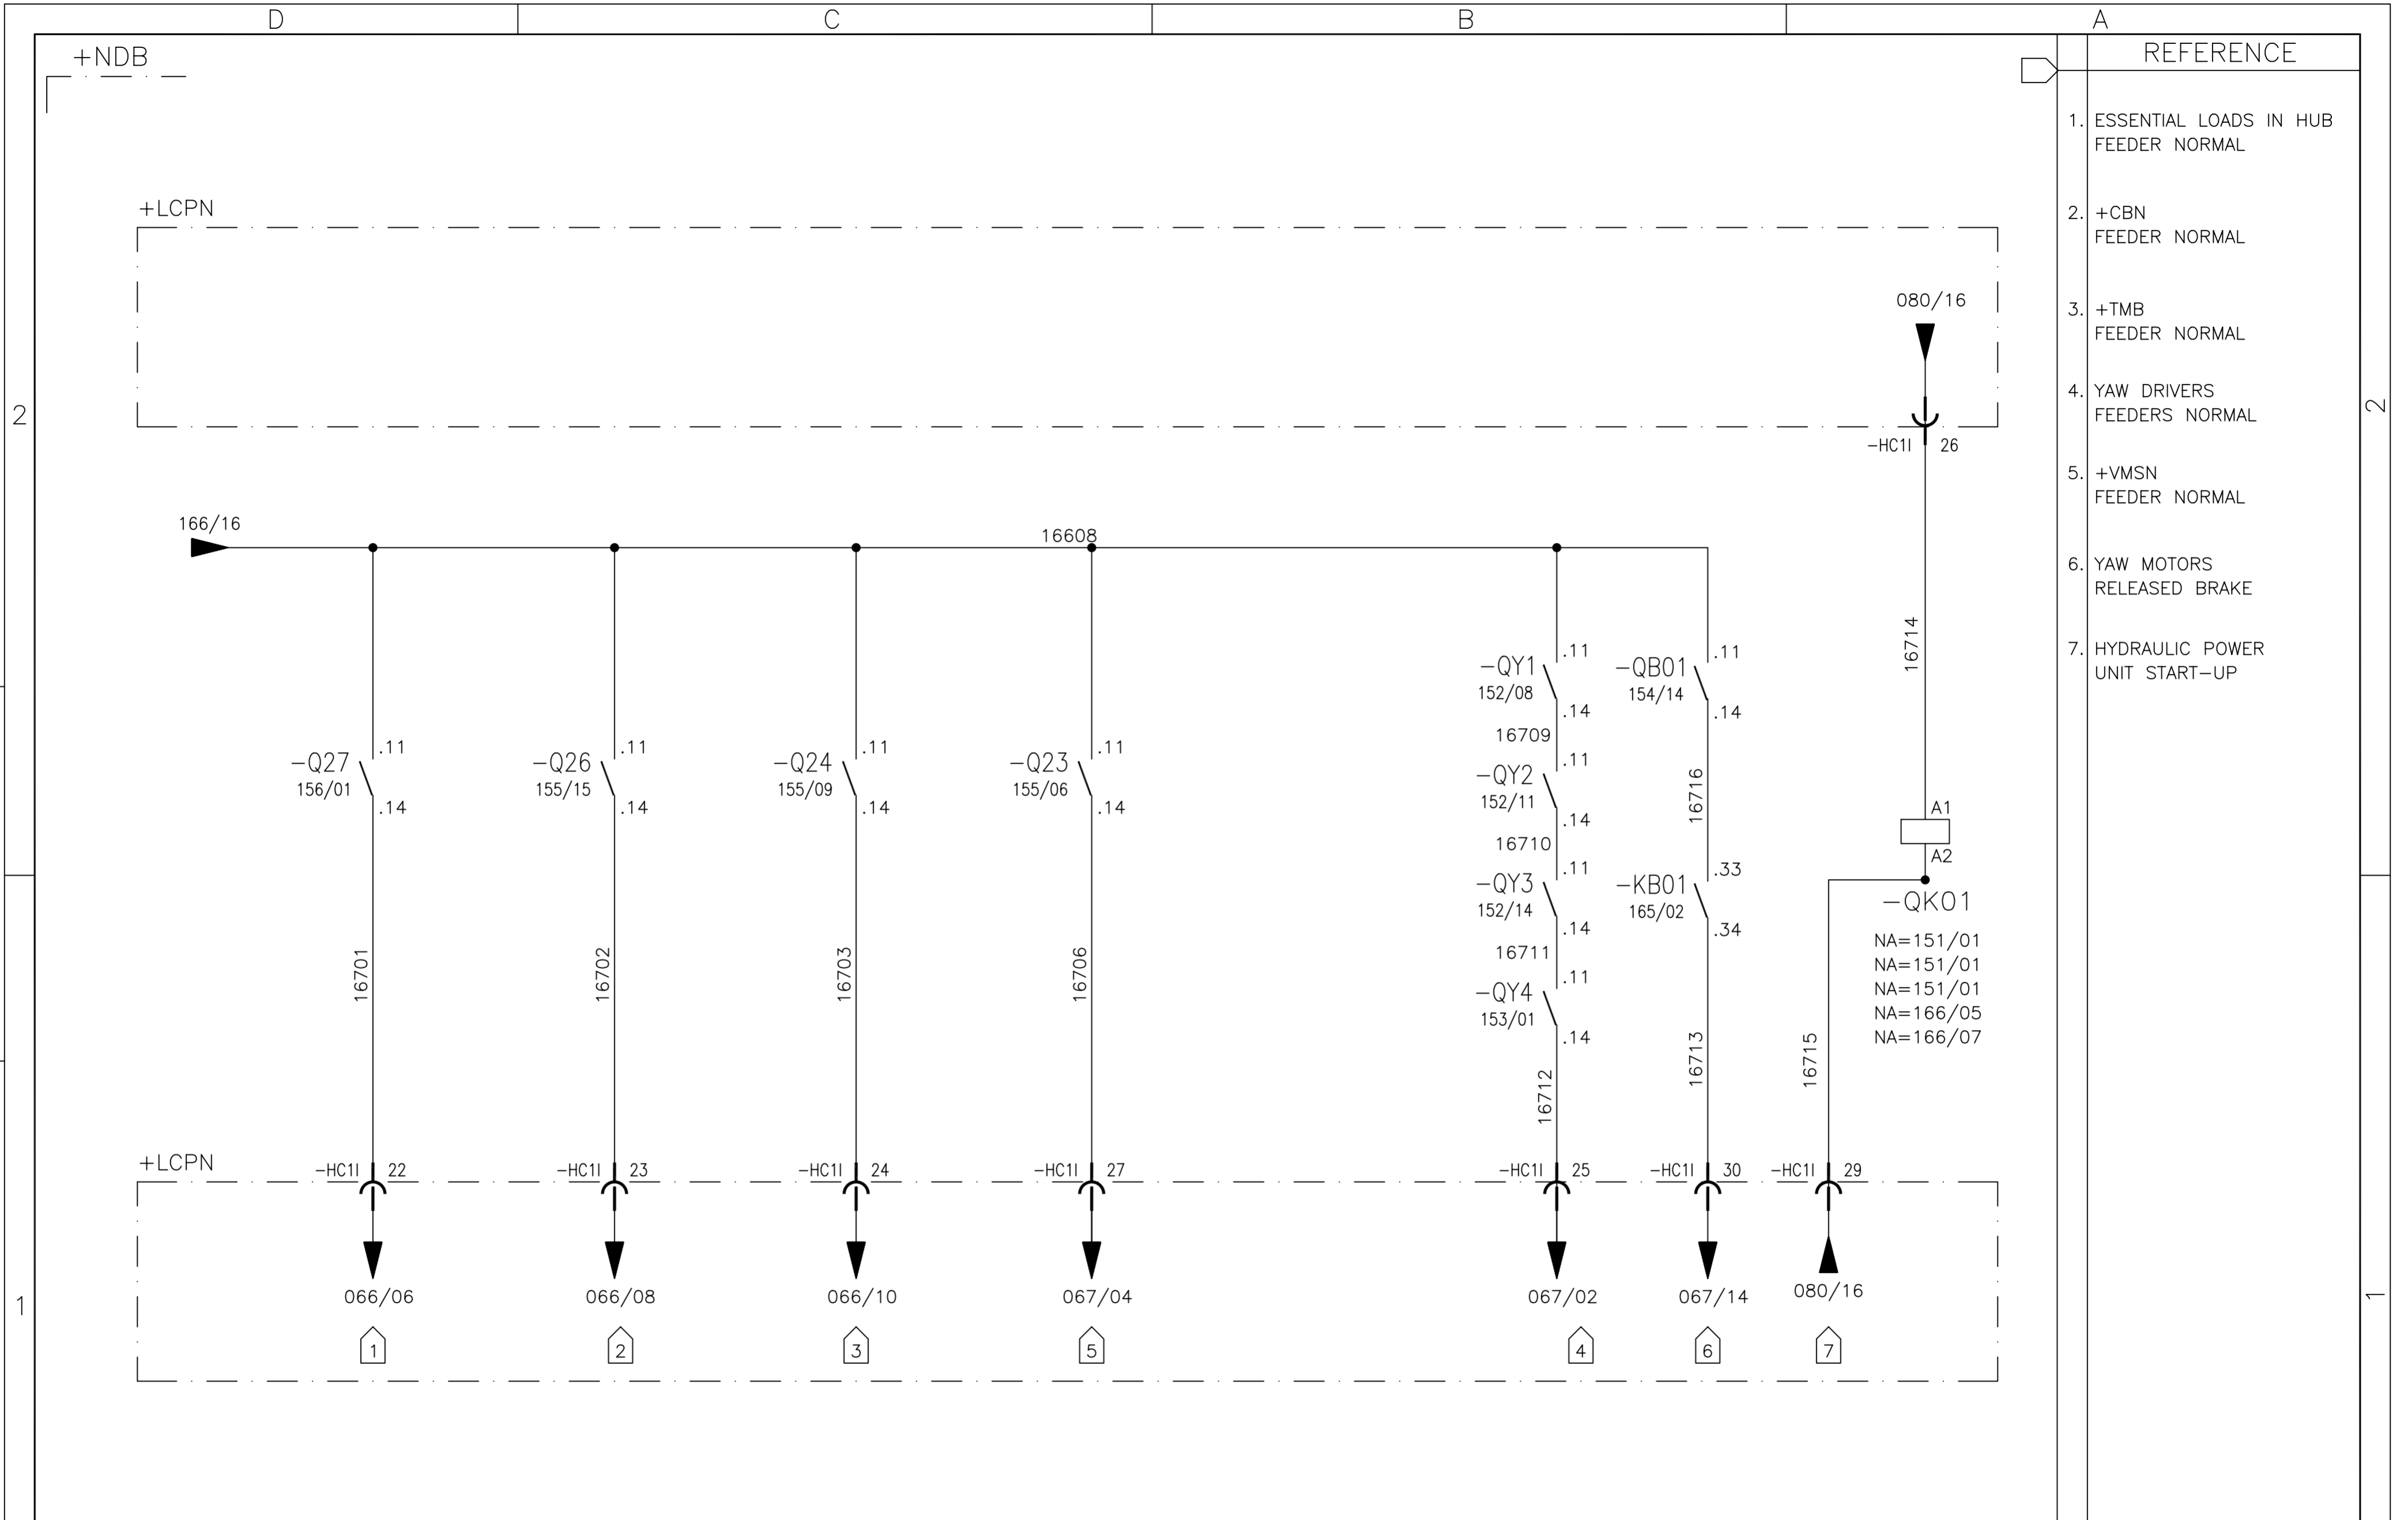 D
C
B
A
+NDB
REFERENCE
1. ESSENTIAL LOADS IN HUB
FEEDER NORMAL
2. +CBN
FEEDER NORMAL
3. +TMB
FEEDER NORMAL
4. YAW DRIVERS
FEEDERS NORMAL
5. +VMSN
FEEDER NORMAL
6. YAW MOTORS
RELEASED BRAKE
7. HYDRAULIC POWER
UNIT START-UP
+LCPN
080/16
2
2
-HC1I 26
166/16
16608
16714
-Q27
156/01
.11
.14
-Q26
155/15
.11
.14
-Q24
155/09
.11
.14
-Q23
155/06
.11
.14
-QY1
152/08
.11
.14
16709
-QY2
152/11
.11
.14
16710
-QY3
152/14
.11
.14
16711
-QY4
153/01
.11
.14
16712
-QB01
154/14
.11
.14
16716
-KB01
165/02
.33
.34
16713
A1
A2
-QK01
NA=151/01
NA=151/01
NA=151/01
NA=166/05
NA=166/07
16715
16701
16702
16703
16706
+LCPN
-HC1I 22
-HC1I 23
-HC1I 24
-HC1I 27
-HC1I 25
-HC1I 30
-HC1I 29
066/06
066/08
066/10
067/04
067/02
067/14
080/16
1
1
1
2
3
5
4
6
7